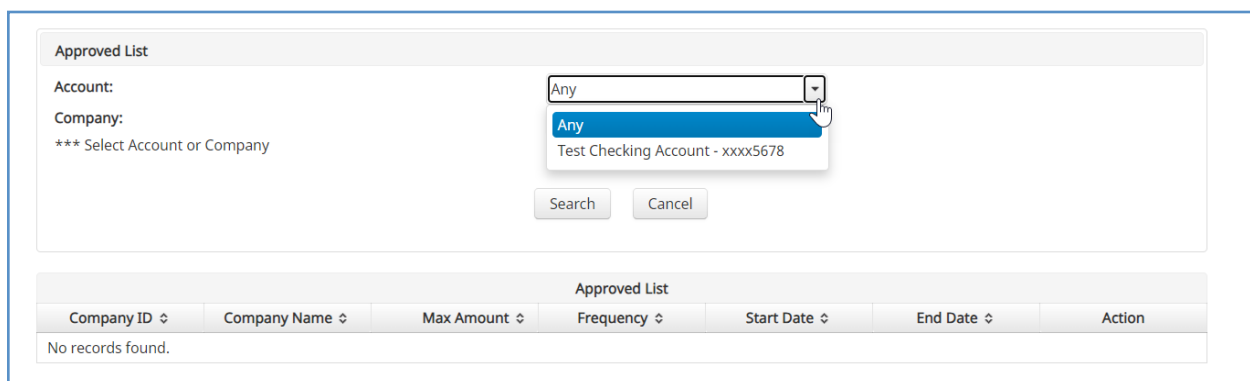 Approved List
Account:
Any
Company:
Any
*** Select Account or Company
Test Checking Account - xxxx5678
Search Cancel
Approved List
Company ID Company Name Max Amount Frequency Start Date End Date Action
No records found.